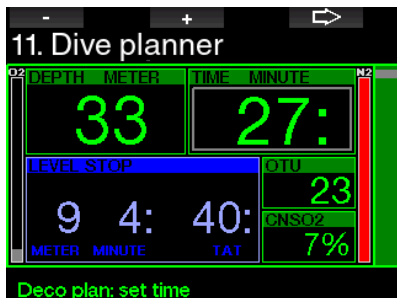 - +
11. Dive planner
O2 DEPTH METER TIME MINUTE N2
33 27:
LEVEL STOP OTU
23
9 4: 40: CNSO2
METER MINUTE TAT 7%
Deco plan: set time